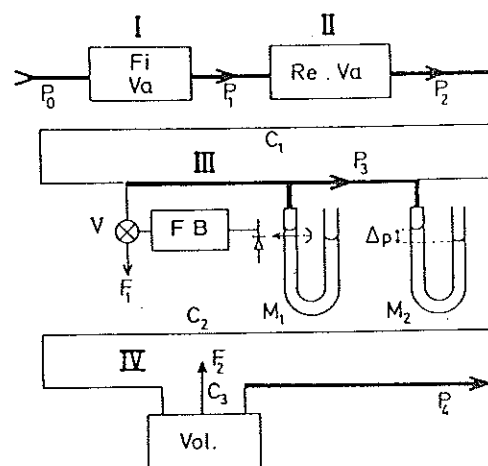 I II
Fi Va
Re . Va
P0 P1 P2
C1
III P3
V F B
F1 M1 M2 Δp
C2
IV F2
C3 P4
Vol.